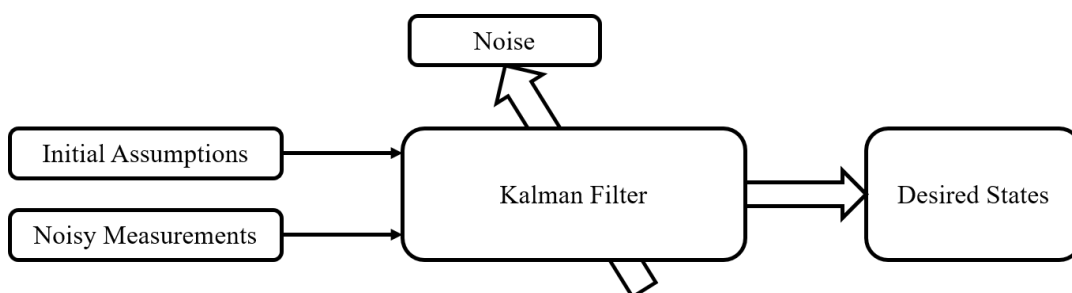 Noise
Initial Assumptions
Kalman Filter
Desired States
Noisy Measurements